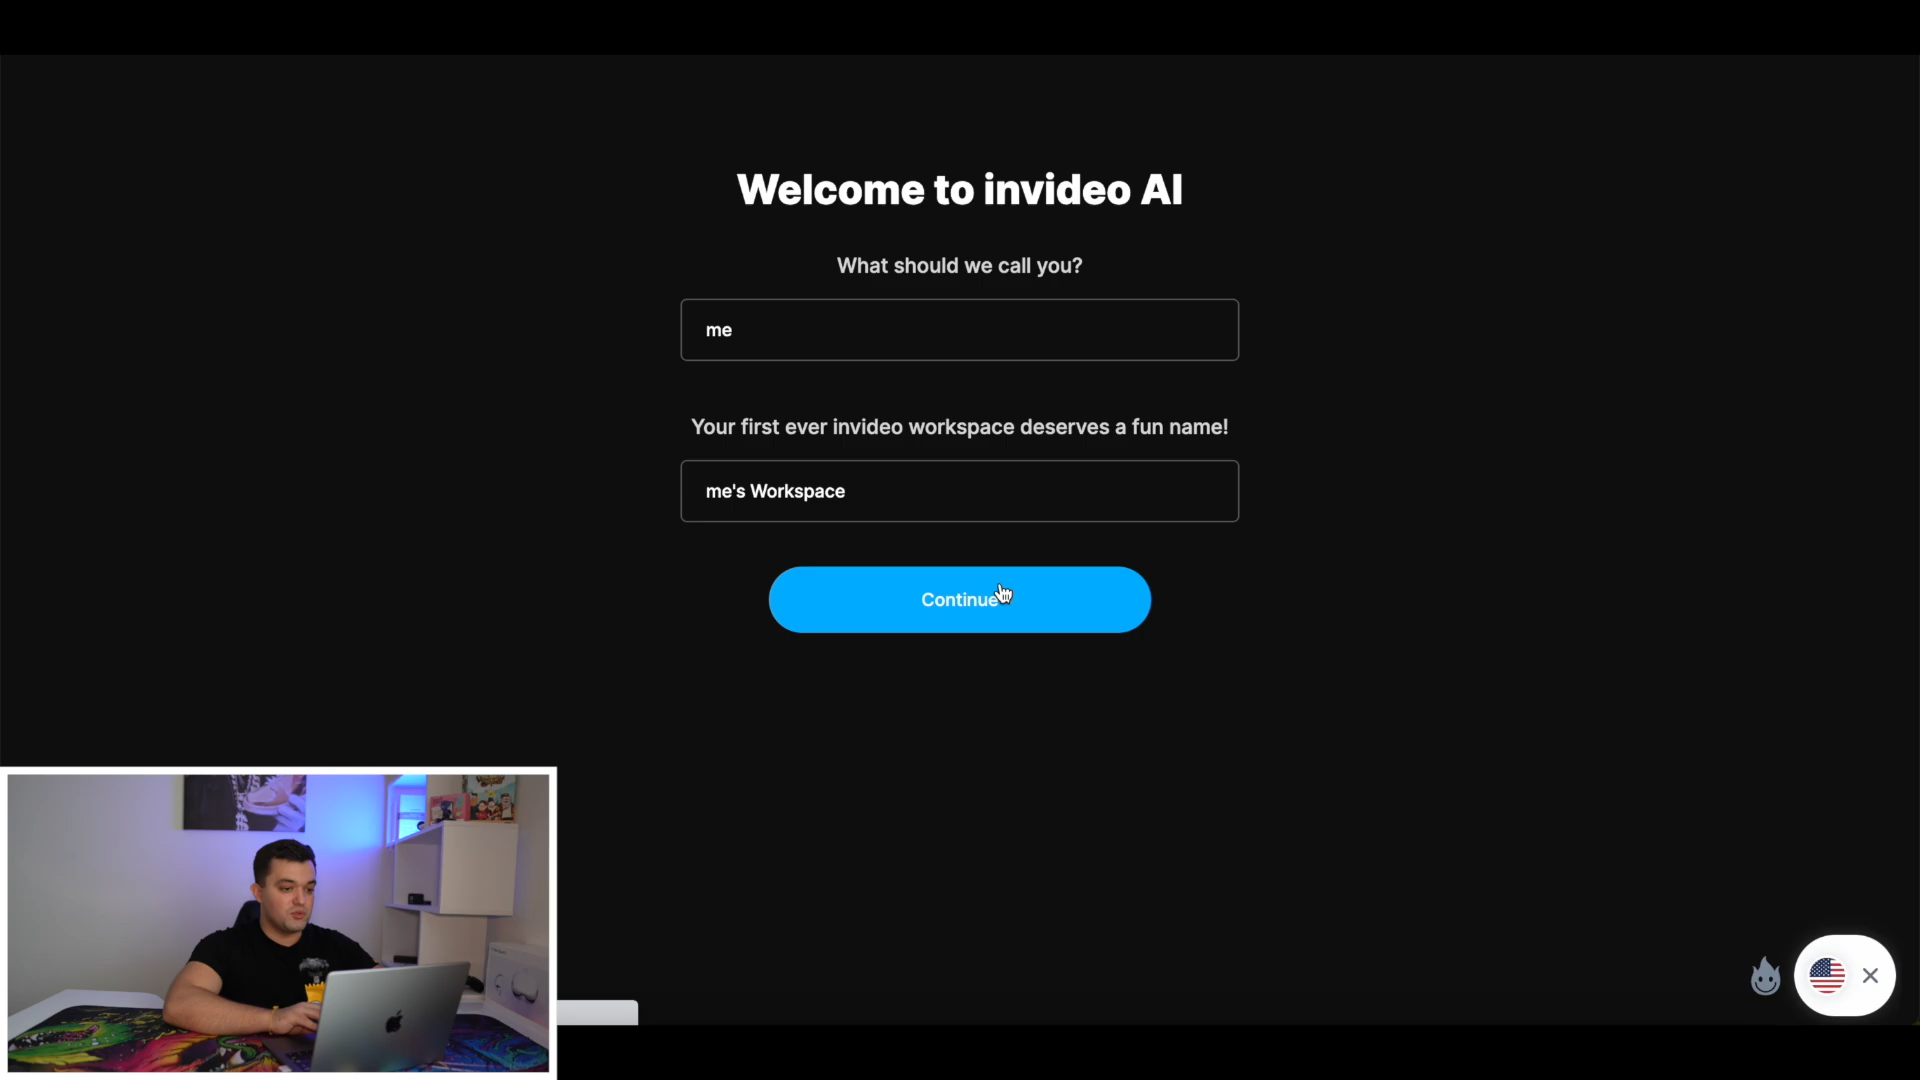 Welcome to invideo AI
What should we call you?
me
Your first ever invideo workspace deserves a fun name!
me's Workspace
Continue